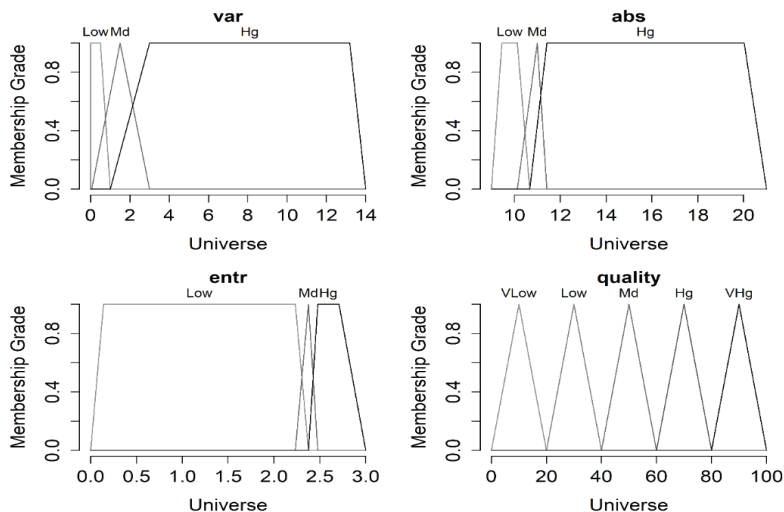 var
Low Md Hg
Membership Grade
0.0 0.4 0.8
0 2 4 6 8 10 12 14
Universe
abs
Low Md Hg
Membership Grade
0.0 0.4 0.8
10 12 14 16 18 20
Universe
entr
Low Md Hg
Membership Grade
0.0 0.4 0.8
0.0 0.5 1.0 1.5 2.0 2.5 3.0
Universe
quality
VLow Low Md Hg VHg
Membership Grade
0.0 0.4 0.8
0 20 40 60 80 100
Universe